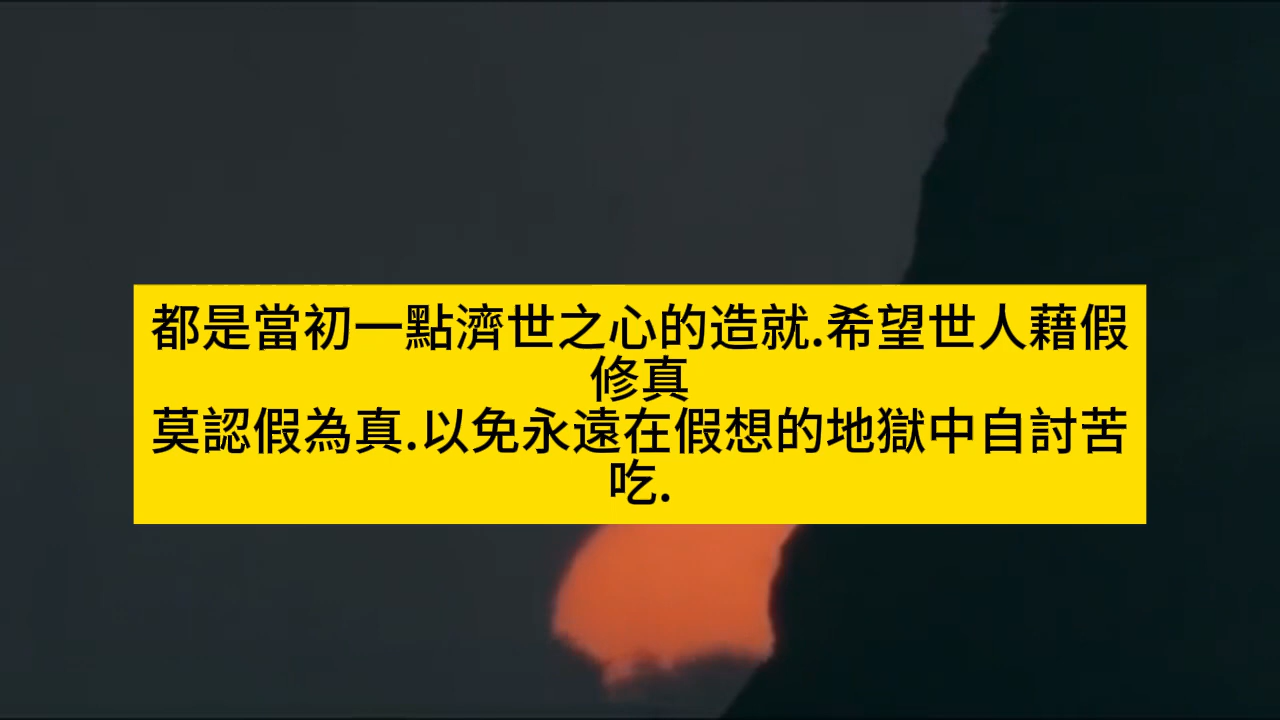 都是當初一點濟世之心的造就.希望世人藉假
修真
莫認假為真.以免永遠在假想的地獄中自討苦
吃.